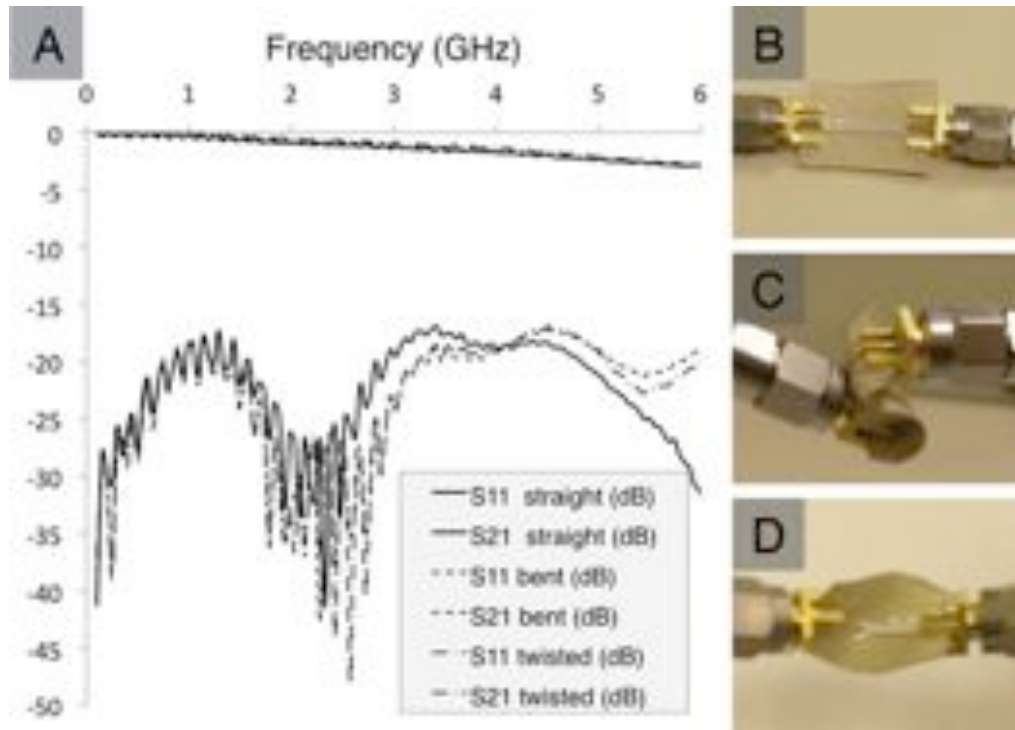 A
Frequency (GHz)
0 1 2 3 4 5 6
0
-5
-10
-15
-20
-25
-30
-35
-40
-45
-50
S11 straight (dB)
S21 straight (dB)
S11 bent (dB)
S21 bent (dB)
S11 twisted (dB)
S21 twisted (dB)
B
C
D